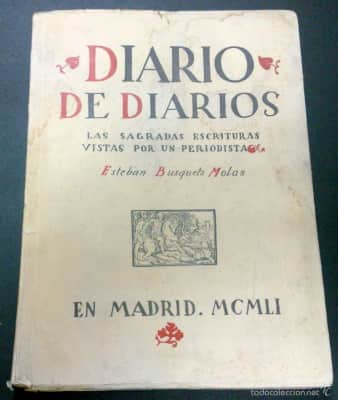 DIARIO
DE DIARIOS
LAS SAGRADAS ESCRITURAS
VISTAS POR UN PERIODISTA
Esteban Busquets Molas
EN MADRID. MCMLI
todocoleccion.net